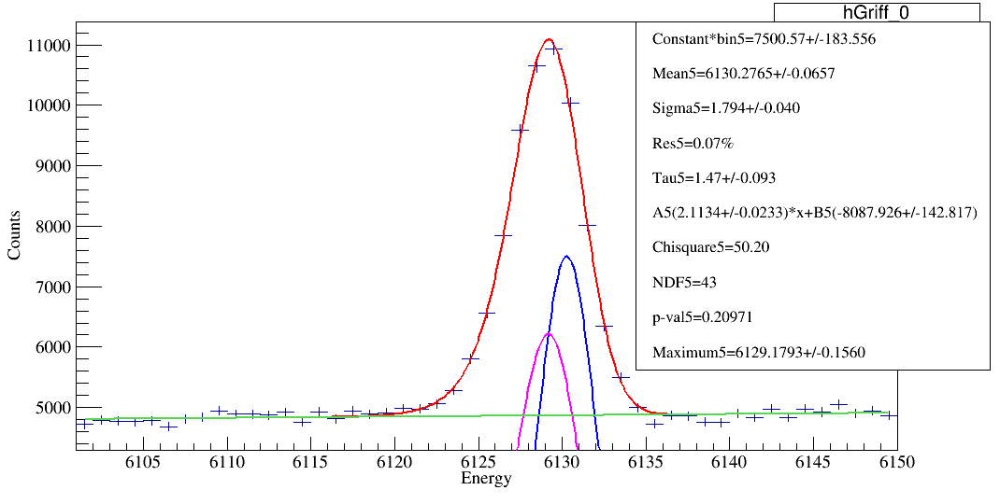 hGriff_0
Constant*bin5=7500.57+/-183.556
Mean5=6130.2765+/-0.0657
Sigma5=1.794+/-0.040
Res5=0.07%
Tau5=1.47+/-0.093
A5(2.1134+/-0.0233)*x+B5(-8087.926+/-142.817)
Chisquare5=50.20
NDF5=43
p-val5=0.20971
Maximum5=6129.1793+/-0.1560
Counts
11000
10000
9000
8000
7000
6000
5000
6105 6110 6115 6120 6125 6130 6135 6140 6145 6150
Energy